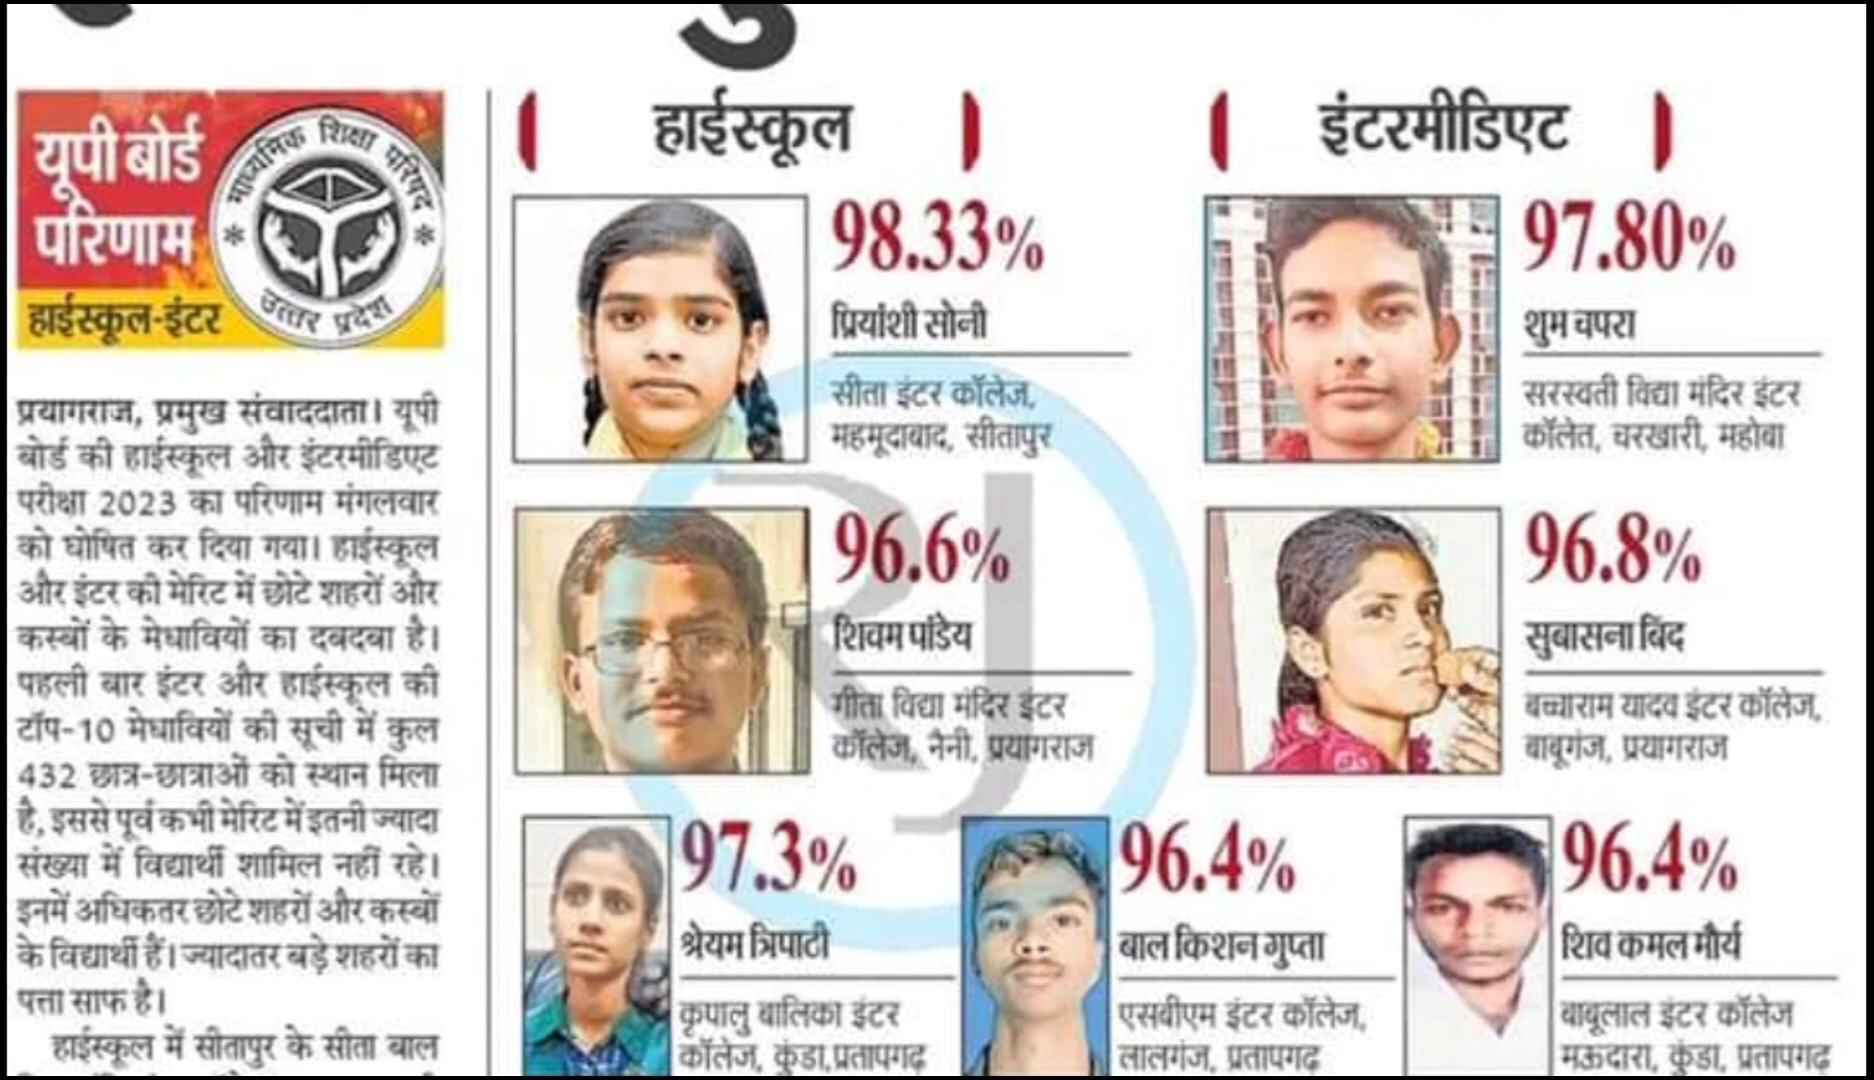 यूपी बोर्ड
परिणाम
हाईस्कूल-इंटर
माध्यमिक शिक्षा परिषद
उत्तर प्रदेश
प्रयागराज, प्रमुख संवाददाता। यूपी
बोर्ड की हाईस्कूल और इंटरमीडिएट
परीक्षा 2023 का परिणाम मंगलवार
को घोषित कर दिया गया। हाईस्कूल
और इंटर की मेरिट में छोटे शहरों और
कस्बों के मेधावियों का दबदबा है।
पहली बार इंटर और हाईस्कूल की
टॉप-10 मेधावियों की सूची में कुल
432 छात्र-छात्राओं को स्थान मिला
है, इससे पूर्व कभी मेरिट में इतनी ज्यादा
संख्या में विद्यार्थी शामिल नहीं रहे।
इनमें अधिकतर छोटे शहरों और कस्बों
के विद्यार्थी हैं। ज्यादातर बड़े शहरों का
पत्ता साफ है।
हाईस्कूल में सीतापुर के सीता बाल
हाईस्कूल
98.33%
प्रियांशी सोनी
सीता इंटर कॉलेज,
महमूदाबाद, सीतापुर
96.6%
शिवम पांडेय
गीता विद्या मंदिर इंटर
कॉलेज, नैनी, प्रयागराज
इंटरमीडिएट
97.80%
शुभ चपरा
सरस्वती विद्या मंदिर इंटर
कॉलेत, चरखारी, महोबा
96.8%
सुबासना बिंद
बच्चाराम यादव इंटर कॉलेज,
बाबूगंज, प्रयागराज
97.3%
श्रेयम त्रिपाटी
कृपालु बालिका इंटर
कॉलेज, कुंडा,प्रतापगढ़
96.4%
बाल किशन गुप्ता
एसबीएम इंटर कॉलेज,
लालगंज, प्रतापगढ़
96.4%
शिव कमल मौर्य
बाबूलाल इंटर कॉलेज
मऊदारा, कुंडा, प्रतापगढ़
RJ